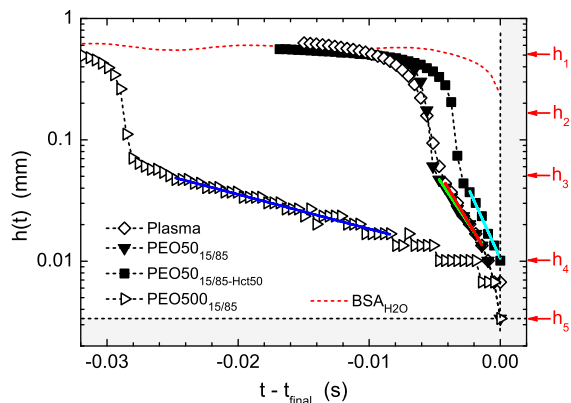 1
0.1
0.01
h(t) (mm)
-0.03
-0.02
-0.01
0.00
t - t_final (s)
Plasma
PEO50_15/85
PEO50_15/85-Hct50
PEO500_15/85
BSA_H2O
h_1
h_2
h_3
h_4
h_5